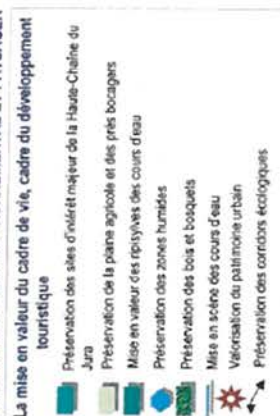 La mise en valeur du cadre de vie, cadre du développement
touristique
Préservation des sites d'intérêt majeur de la Haute-Chaîne du
Jura
Préservation de la plaine agricole et des prés bocagers
Mise en valeur des ripisylves des cours d'eau
Préservation des zones humides
Préservation des bois et bosquets
Mise en scène des cours d'eau
Valorisation du patrimoine urbain
Préservation des corridors écologiques